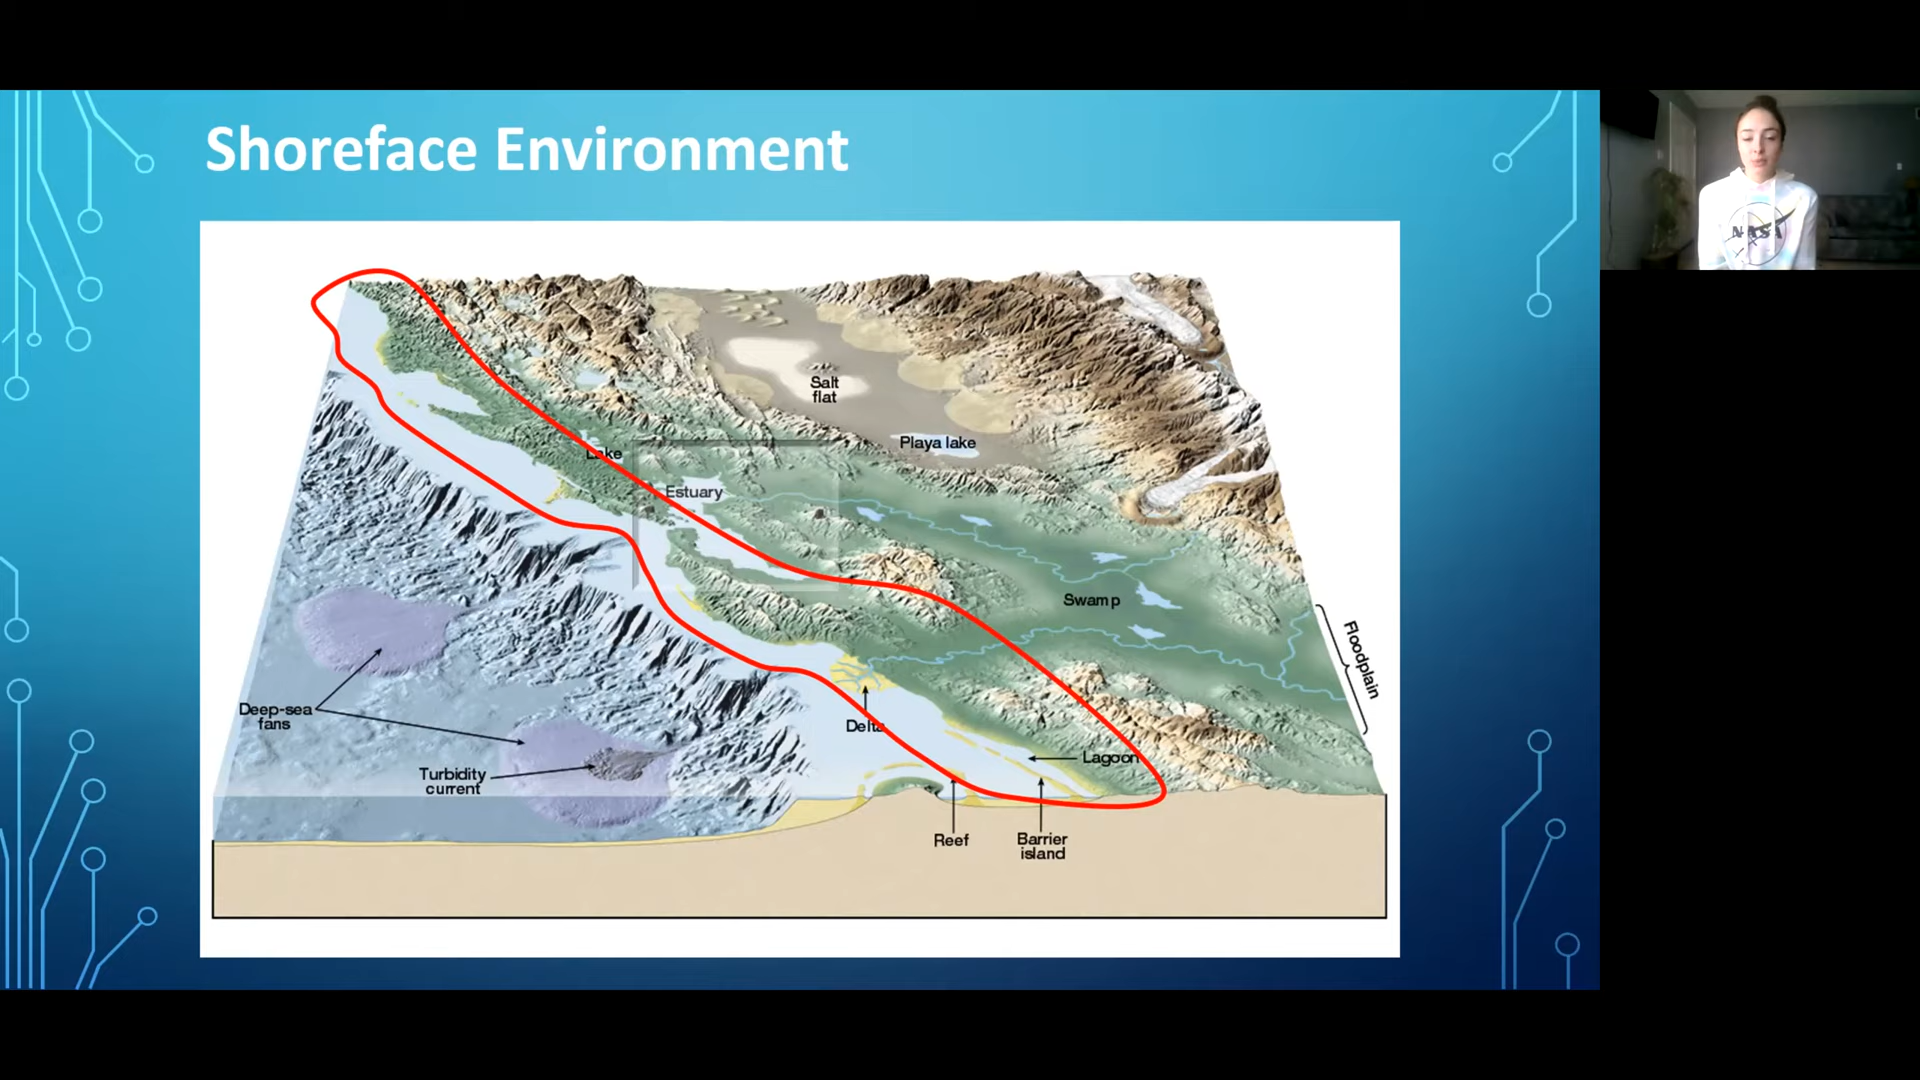 Shoreface Environment
NASA
Salt
flat
Playa lake
Lake
Estuary
Swamp
Floodplain
Deep-sea
fans
Delta
Lagoon
Turbidity
current
Reef
Barrier
island